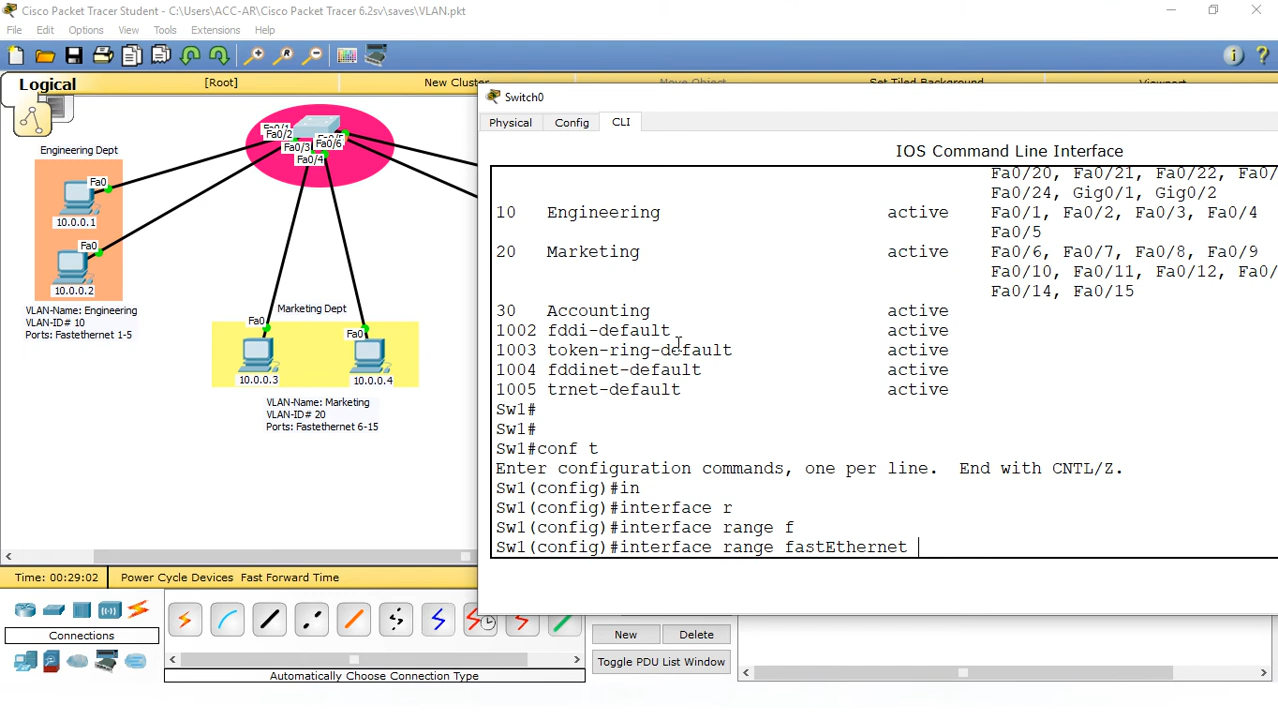 Cisco Packet Tracer Student - C:\Users\ACC-AR\Cisco Packet Tracer 6.2sv\saves\VLAN.pkt
File Edit Options View Tools Extensions Help
Logical [Root] New Cluster Move Object Set Tiled Background Viewport
Engineering Dept
Fa0
10.0.0.1
Fa0
10.0.0.2
VLAN-Name: Engineering
VLAN-ID# 10
Ports: Fastethernet 1-5
Fa0/1
Fa0/2
Fa0/3
Fa0/4
Fa0/5
Fa0/6
Marketing Dept
Fa0
Fa0
10.0.0.3
10.0.0.4
VLAN-Name: Marketing
VLAN-ID# 20
Ports: Fastethernet 6-15
Switch0
Physical Config CLI
IOS Command Line Interface
Fa0/20, Fa0/21, Fa0/22, Fa0/
Fa0/24, Gig0/1, Gig0/2
10 Engineering active Fa0/1, Fa0/2, Fa0/3, Fa0/4
Fa0/5
20 Marketing active Fa0/6, Fa0/7, Fa0/8, Fa0/9
Fa0/10, Fa0/11, Fa0/12, Fa0/
Fa0/14, Fa0/15
30 Accounting active
1002 fddi-default active
1003 token-ring-default active
1004 fddinet-default active
1005 trnet-default active
Sw1#
Sw1#
Sw1#conf t
Enter configuration commands, one per line. End with CNTL/Z.
Sw1(config)#in
Sw1(config)#interface r
Sw1(config)#interface range f
Sw1(config)#interface range fastEthernet
Time: 00:29:02 Power Cycle Devices Fast Forward Time
Connections
Automatically Choose Connection Type
New Delete
Toggle PDU List Window